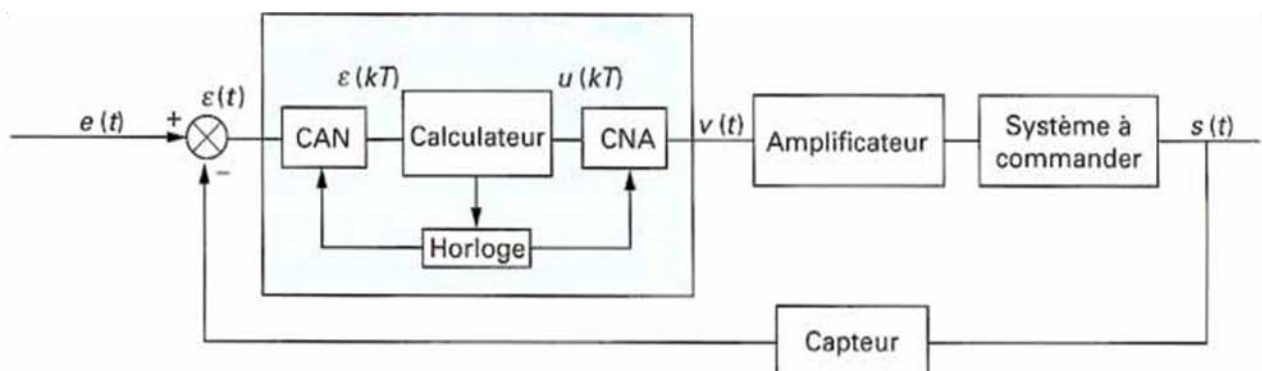 e(t)
+
−
ε(t)
CAN
ε(kT)
Calculateur
u(kT)
CNA
Horloge
v(t)
Amplificateur
Système à
commander
s(t)
Capteur